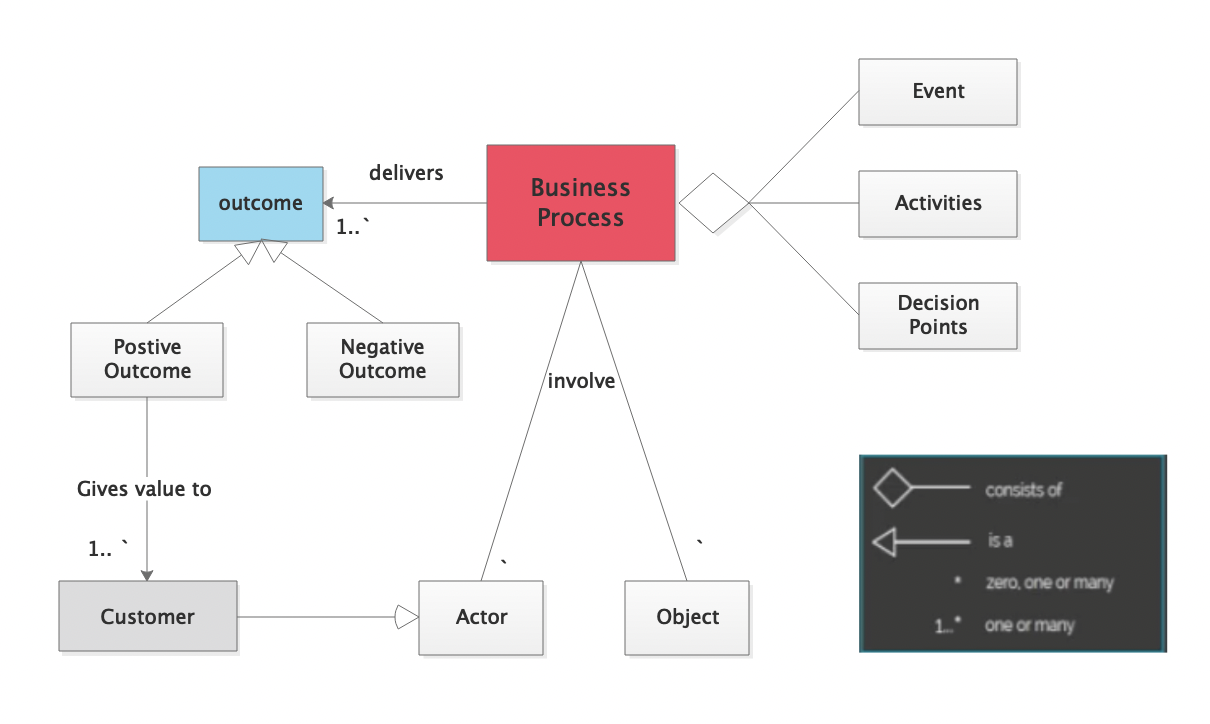 Event
delivers
Business
Process
outcome
Activities
1..`
Decision
Points
Postive
Outcome
Negative
Outcome
involve
Gives value to
1.. `
`
`
Customer
Actor
Object
consists of
is a
* zero, one or many
1..* one or many